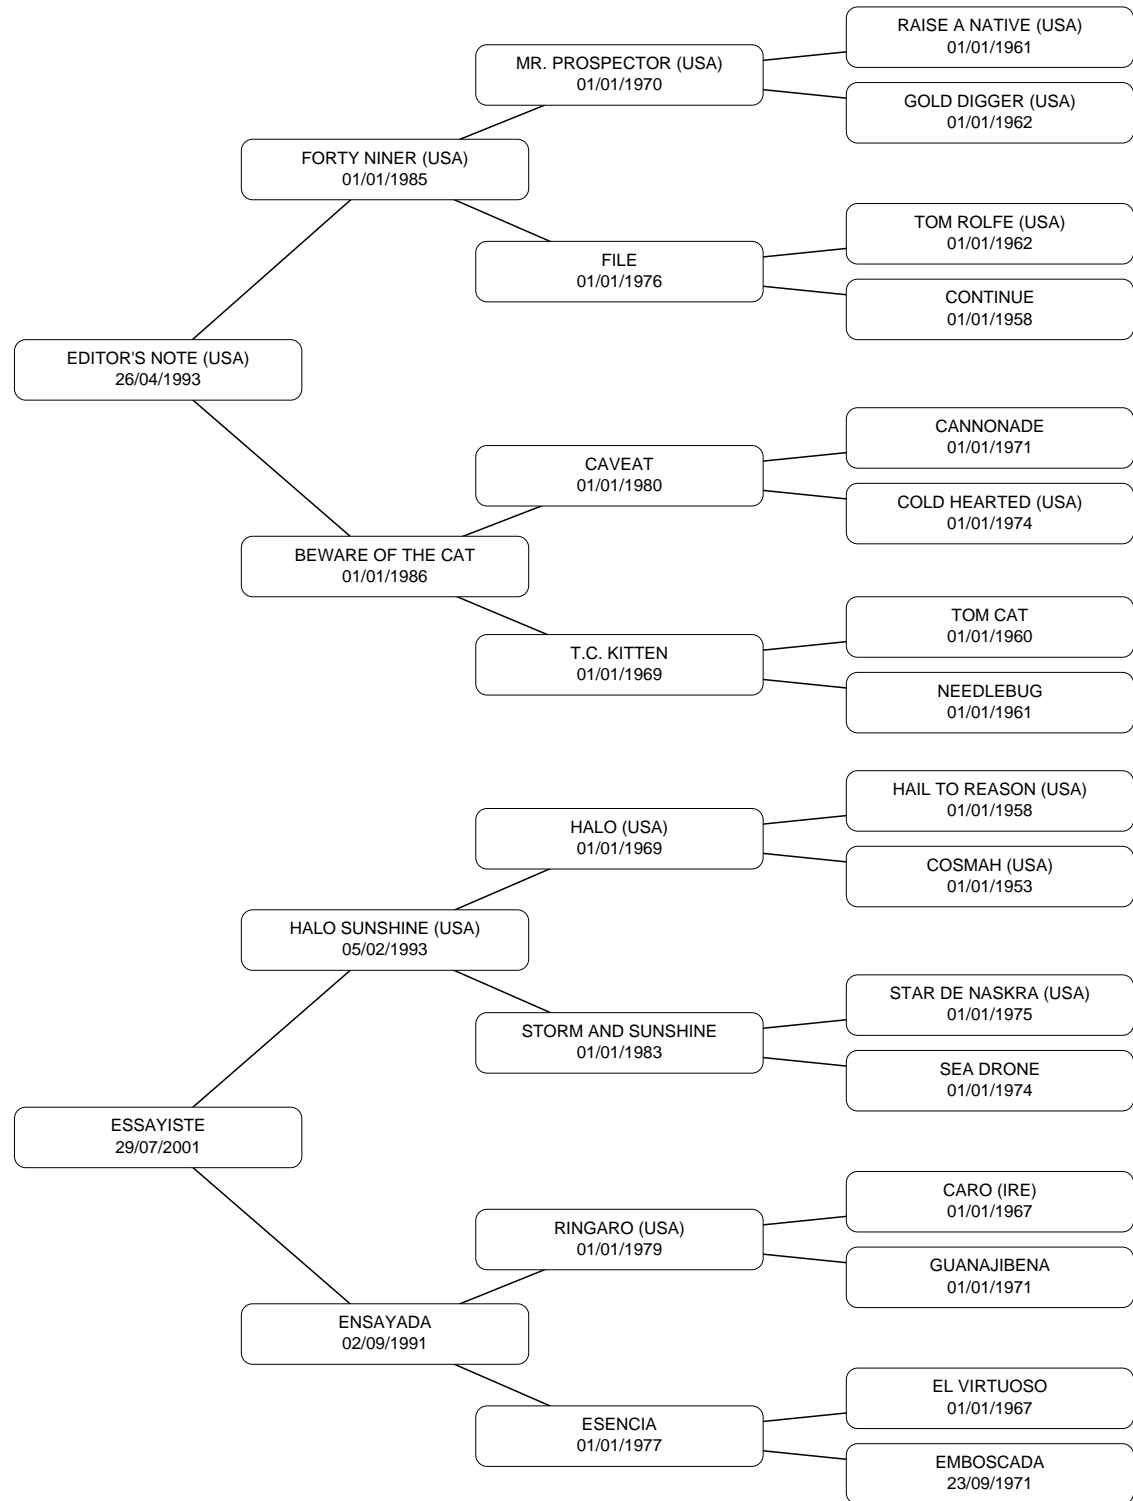 RAISE A NATIVE (USA)
01/01/1961
MR. PROSPECTOR (USA)
01/01/1970
GOLD DIGGER (USA)
01/01/1962
FORTY NINER (USA)
01/01/1985
TOM ROLFE (USA)
01/01/1962
FILE
01/01/1976
CONTINUE
01/01/1958
EDITOR'S NOTE (USA)
26/04/1993
CANNONADE
01/01/1971
CAVEAT
01/01/1980
COLD HEARTED (USA)
01/01/1974
BEWARE OF THE CAT
01/01/1986
TOM CAT
01/01/1960
T.C. KITTEN
01/01/1969
NEEDLEBUG
01/01/1961
HAIL TO REASON (USA)
01/01/1958
HALO (USA)
01/01/1969
COSMAH (USA)
01/01/1953
HALO SUNSHINE (USA)
05/02/1993
STAR DE NASKRA (USA)
01/01/1975
STORM AND SUNSHINE
01/01/1983
SEA DRONE
01/01/1974
ESSAYISTE
29/07/2001
CARO (IRE)
01/01/1967
RINGARO (USA)
01/01/1979
GUANAJIBENA
01/01/1971
ENSAYADA
02/09/1991
EL VIRTUOSO
01/01/1967
ESENCIA
01/01/1977
EMBOSCADA
23/09/1971